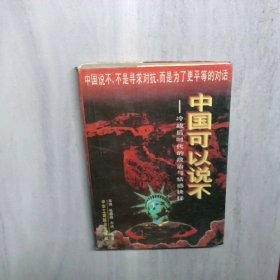 中国说不,不是寻求对抗,而是为了更平等的对话
中国可以说不
——冷战后时代的政治与情感抉择